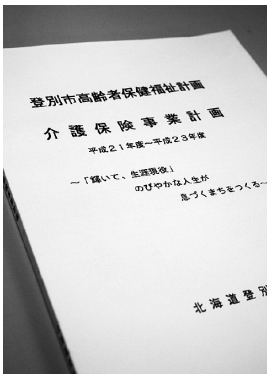 登別市高齢者保健福祉計画
介護保険事業計画
平成21年度～平成23年度
～「輝いて、生涯現役」
のびやかな人生が
息づくまちをつくる～
北海道登別